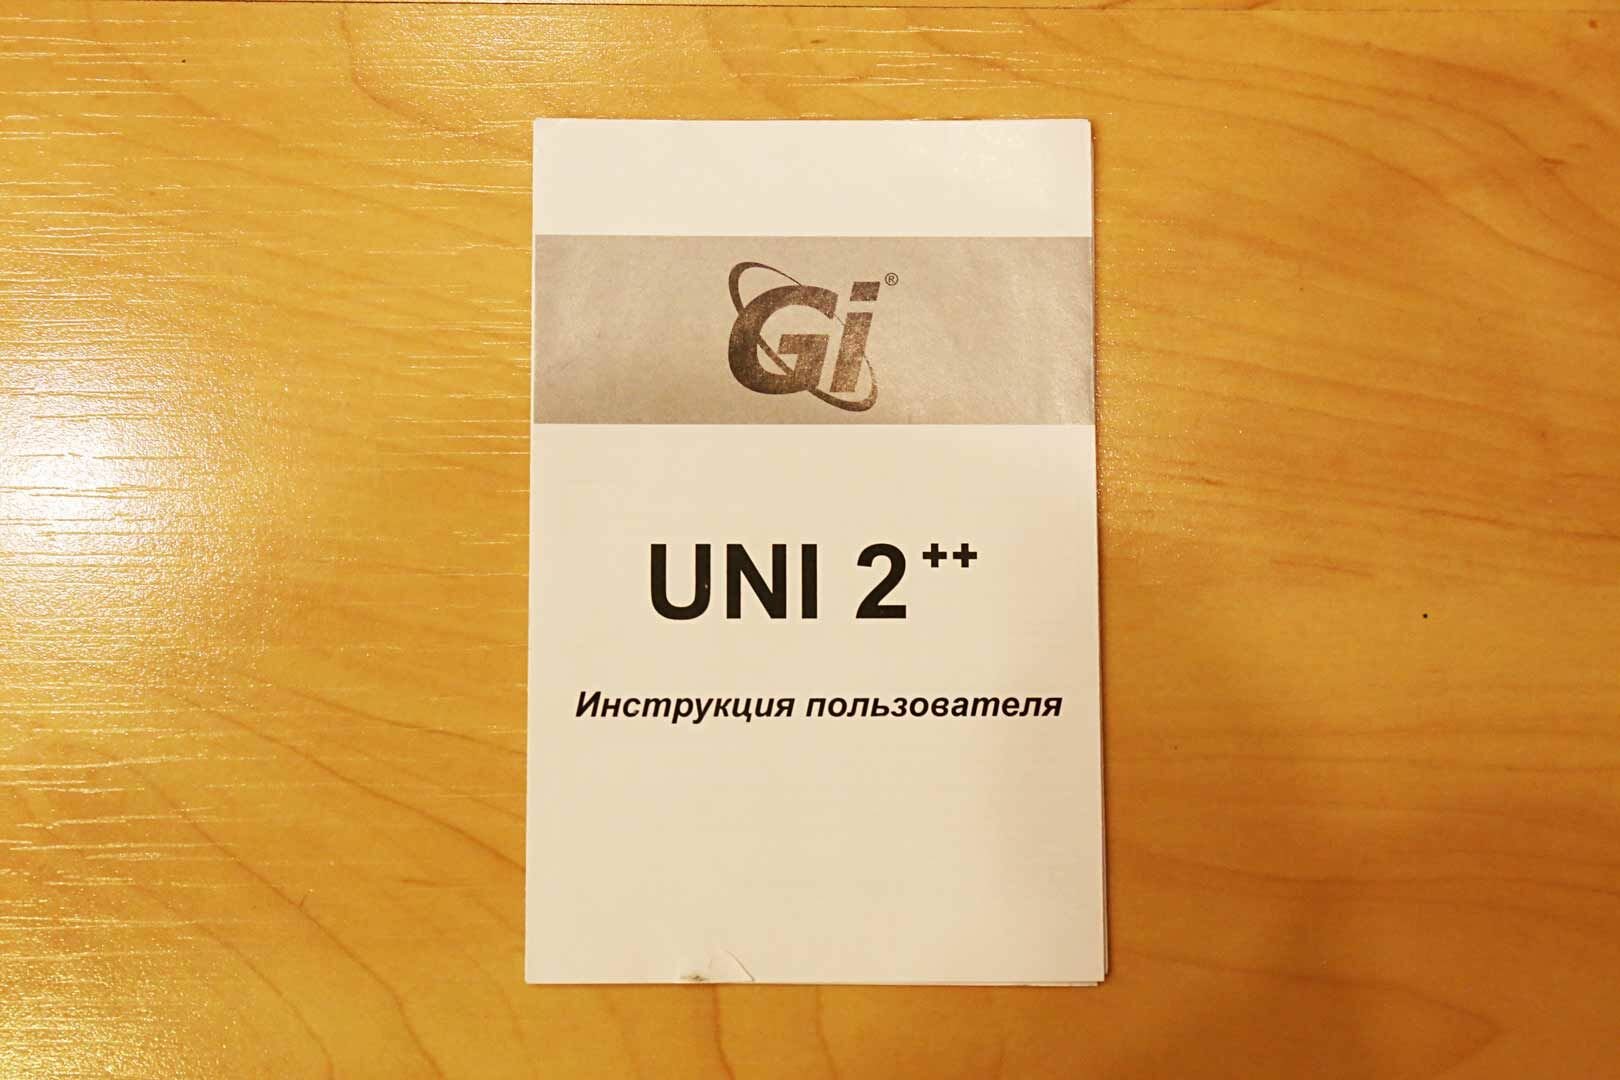 Gi®
UNI 2++
Инструкция пользователя